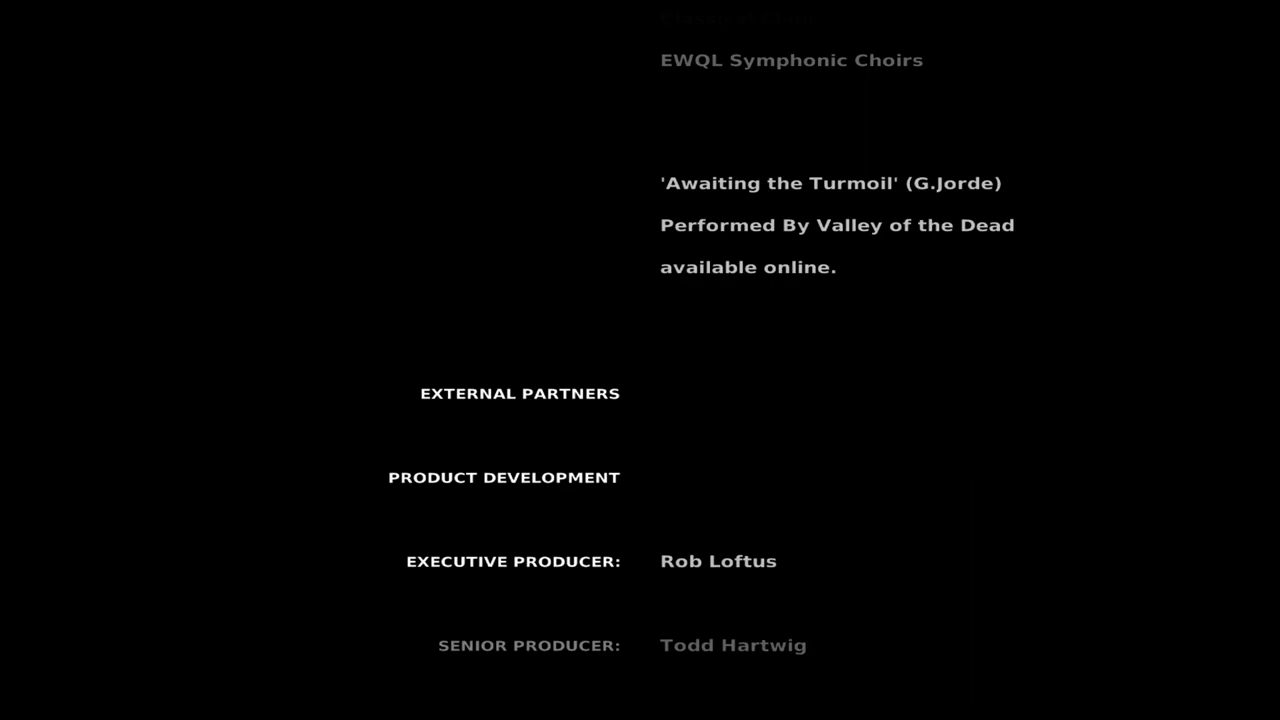 EWQL Symphonic Choirs
'Awaiting the Turmoil' (G.Jorde)
Performed By Valley of the Dead
available online.
EXTERNAL PARTNERS
PRODUCT DEVELOPMENT
EXECUTIVE PRODUCER: Rob Loftus
SENIOR PRODUCER: Todd Hartwig